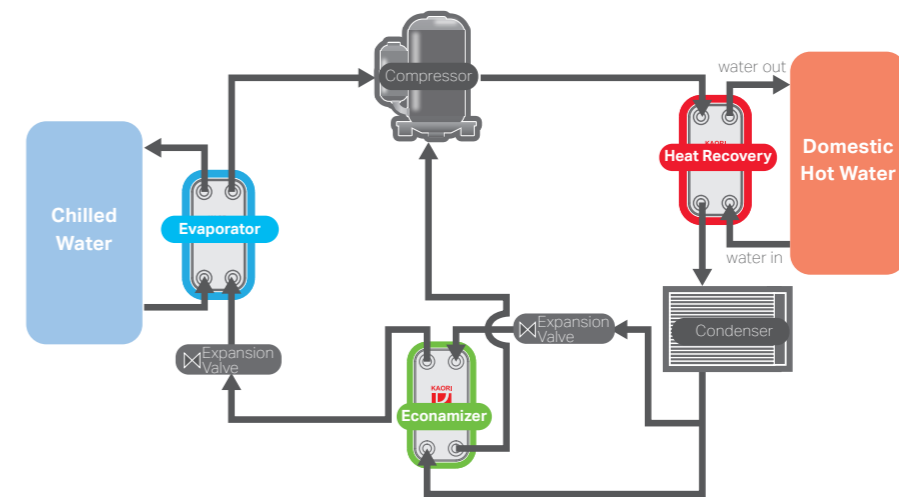 Compressor
water out
Domestic
Hot Water
Heat Recovery
water in
Chilled
Water
Evaporator
Expansion
Valve
Expansion
Valve
Condenser
KAORI
Econamizer